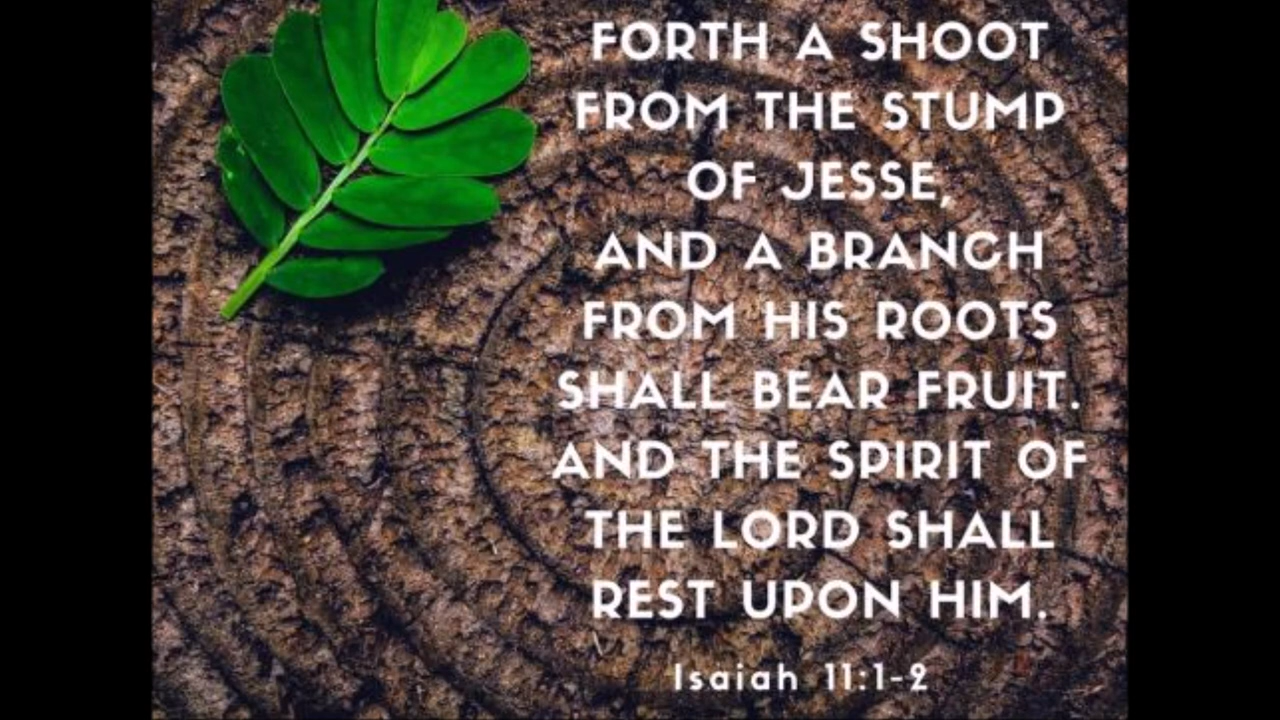 FORTH A SHOOT
FROM THE STUMP
OF JESSE,
AND A BRANCH
FROM HIS ROOTS
SHALL BEAR FRUIT.
AND THE SPIRIT OF
THE LORD SHALL
REST UPON HIM.
Isaiah 11:1-2